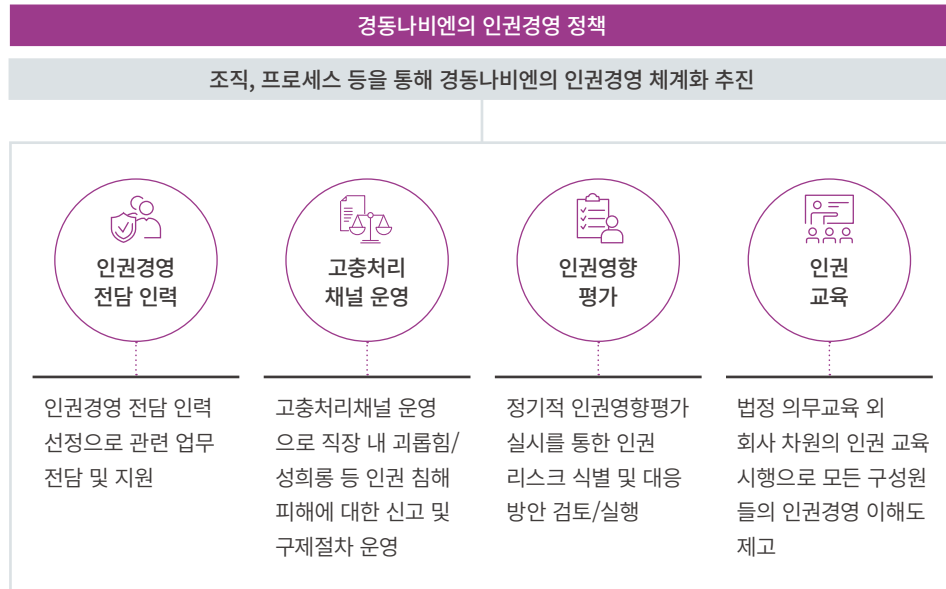 경동나비엔의 인권경영 정책
조직, 프로세스 등을 통해 경동나비엔의 인권경영 체계화 추진
인권경영
전담 인력
인권경영 전담 인력
선정으로 관련 업무
전담 및 지원
고충처리
채널 운영
고충처리채널 운영
으로 직장 내 괴롭힘/
성희롱 등 인권 침해
피해에 대한 신고 및
구제절차 운영
인권영향
평가
정기적 인권영향평가
실시를 통한 인권
리스크 식별 및 대응
방안 검토/실행
인권
교육
법정 의무교육 외
회사 차원의 인권 교육
시행으로 모든 구성원
들의 인권경영 이해도
제고